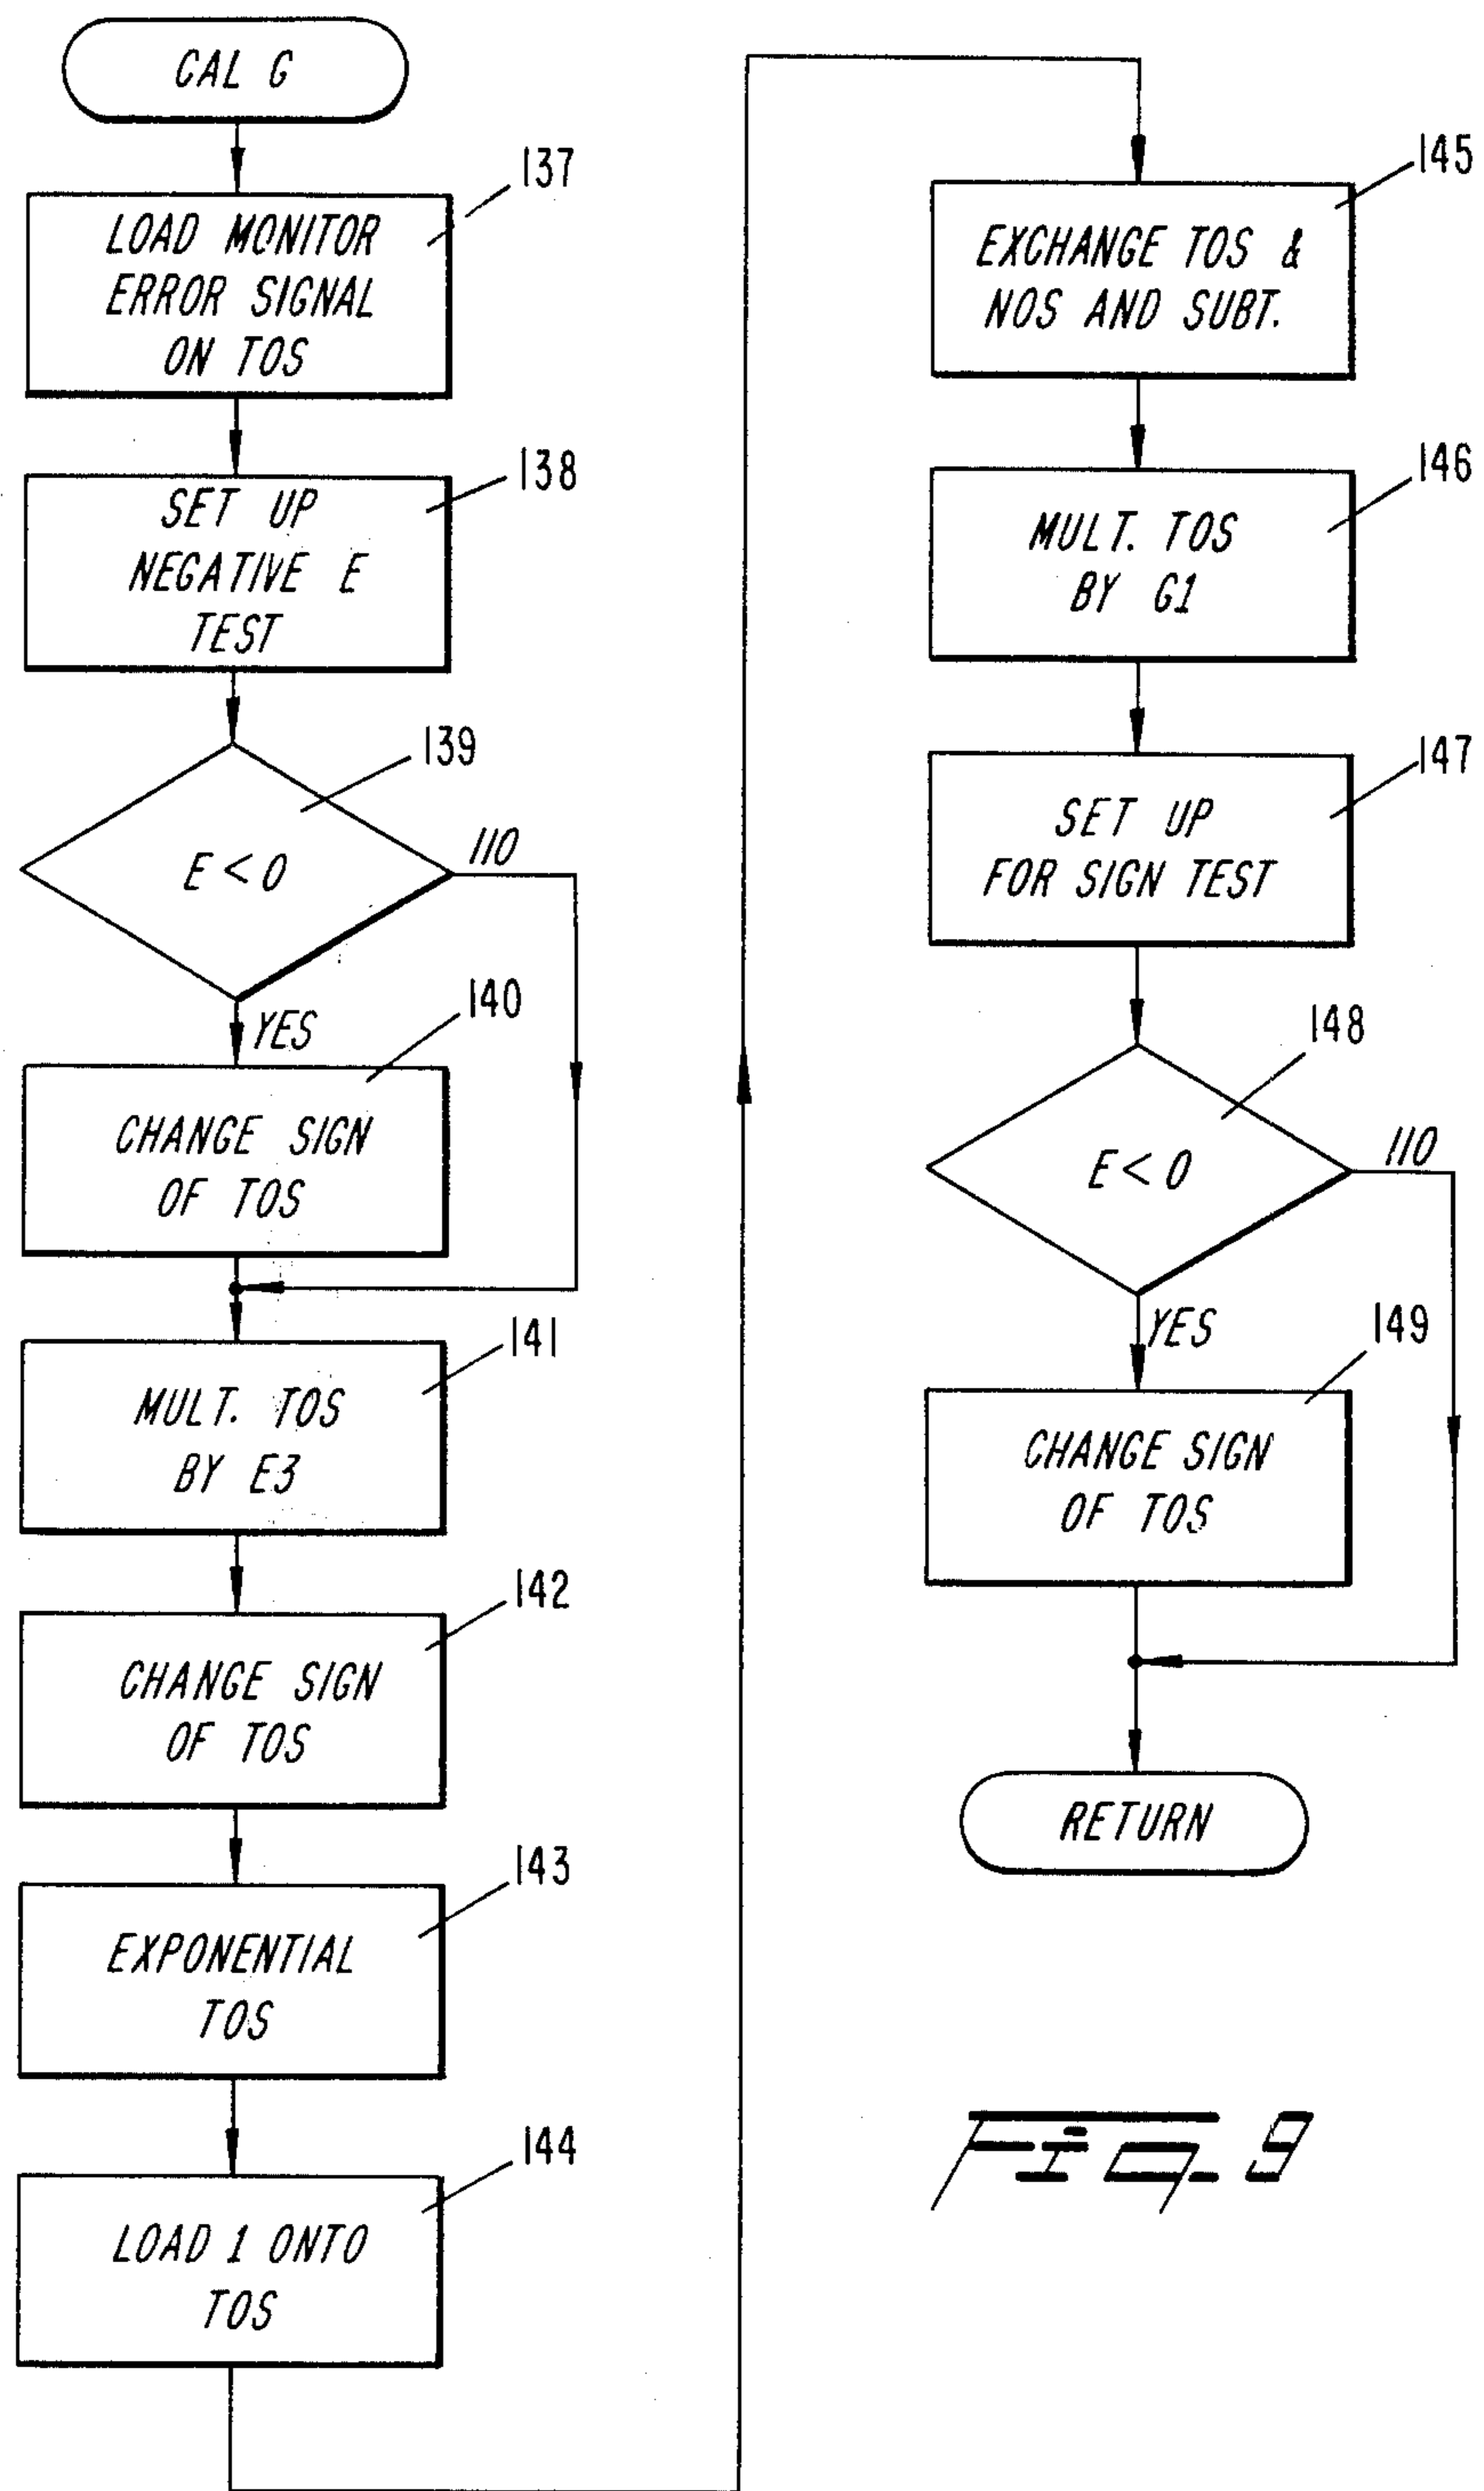 CAL G
137
LOAD MONITOR
ERROR SIGNAL
ON TOS
138
SET UP
NEGATIVE E
TEST
139
E < 0
110
YES
140
CHANGE SIGN
OF TOS
141
MULT. TOS
BY E3
142
CHANGE SIGN
OF TOS
143
EXPONENTIAL
TOS
144
LOAD 1 ONTO
TOS
145
EXCHANGE TOS &
NOS AND SUBT.
146
MULT. TOS
BY G1
147
SET UP
FOR SIGN TEST
148
E < 0
110
YES
149
CHANGE SIGN
OF TOS
RETURN
Fig. 9